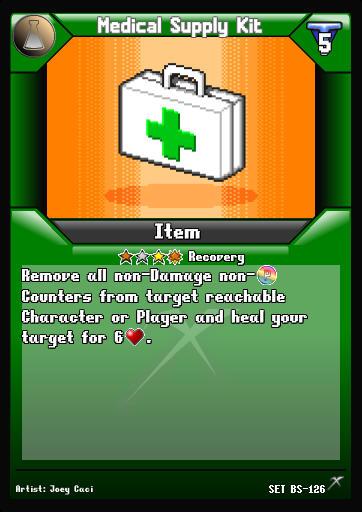 Medical Supply Kit
5
Item
Recovery
Remove all non-Damage non-P
Counters from target reachable
Character or Player and heal your
target for 6❤.
Artist: Joey Caci
SET BS-126